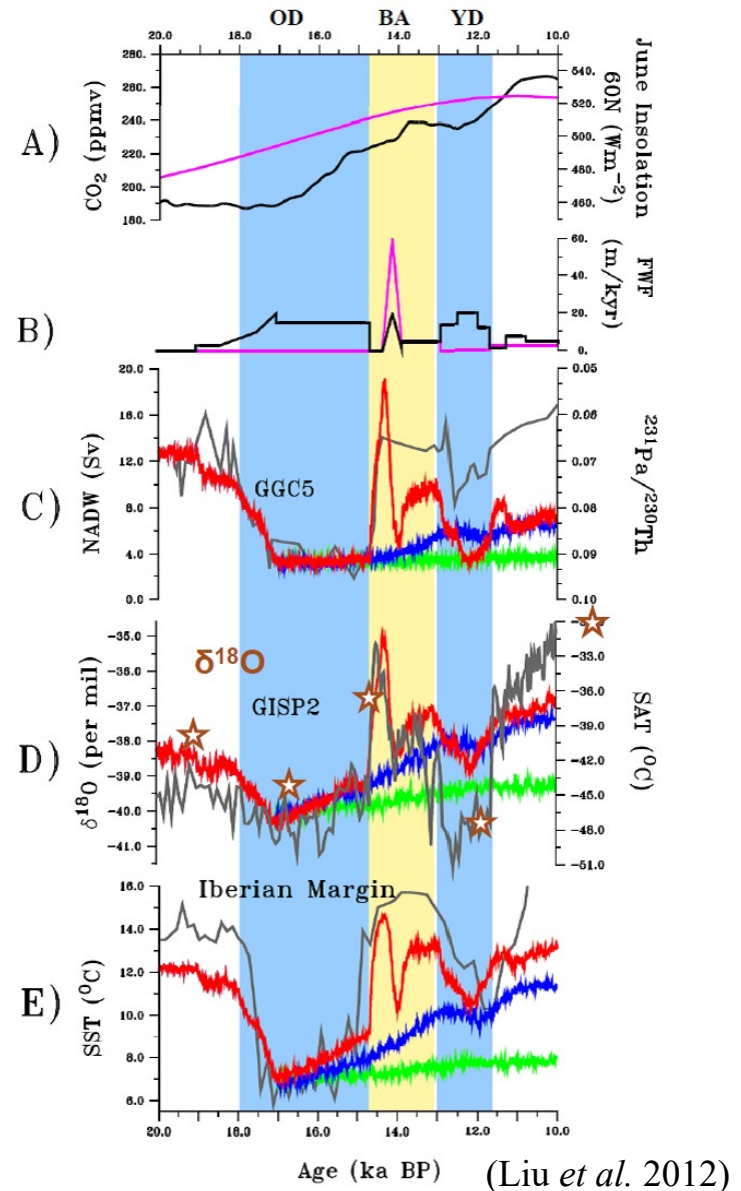 OD BA YD
20.0 18.0 16.0 14.0 12.0 10.0
A)
CO2 (ppmv)
280.
260.
240.
220.
200.
180.
540.
520.
500.
480.
460.
June Insolation
60N (Wm⁻²)
B)
60.
40.
20.
0.
FWF
(m/kyr)
C)
NADW (Sv)
20.0
16.0
12.0
8.0
4.0
0.0
GGC5
0.05
0.06
0.07
0.08
0.09
0.10
²³¹Pa/²³⁰Th
D)
δ¹⁸O (per mil)
-35.0
-36.0
-37.0
-38.0
-39.0
-40.0
-41.0
δ¹⁸O
GISP2
-33.0
-36.0
-39.0
-42.0
-45.0
-48.0
-51.0
SAT (⁰C)
E)
SST (⁰C)
16.0
14.0
12.0
10.0
8.0
6.0
Iberian Margin
20.0 18.0 16.0 14.0 12.0 10.0
Age (ka BP)
(Liu et al. 2012)